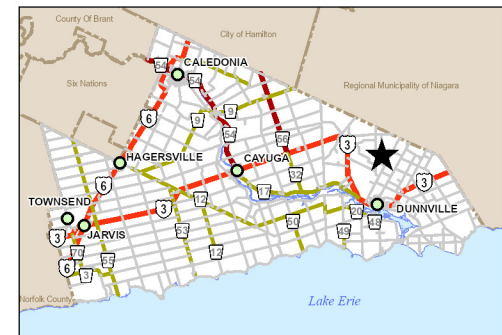 County Of Brant
City of Hamilton
CALEDONIA
54
54
Six Nations
Regional Municipality of Niagara
6
9
9
54
56
3
HAGERSVILLE
CAYUGA
32
3
6
17
TOWNSEND
12
3
20
DUNNVILLE
3
JARVIS
50
48
70
53
49
6
3
55
12
Norfolk County
Lake Erie